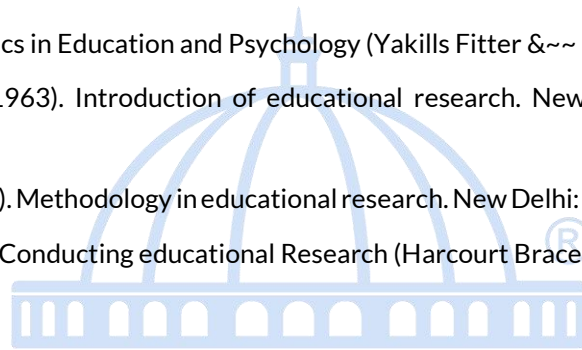 cs in Education and Psychology (Yakills Fitter &~~
1963). Introduction of educational research. New
). Methodology in educational research. New Delhi:
Conducting educational Research (Harcourt Brace
®